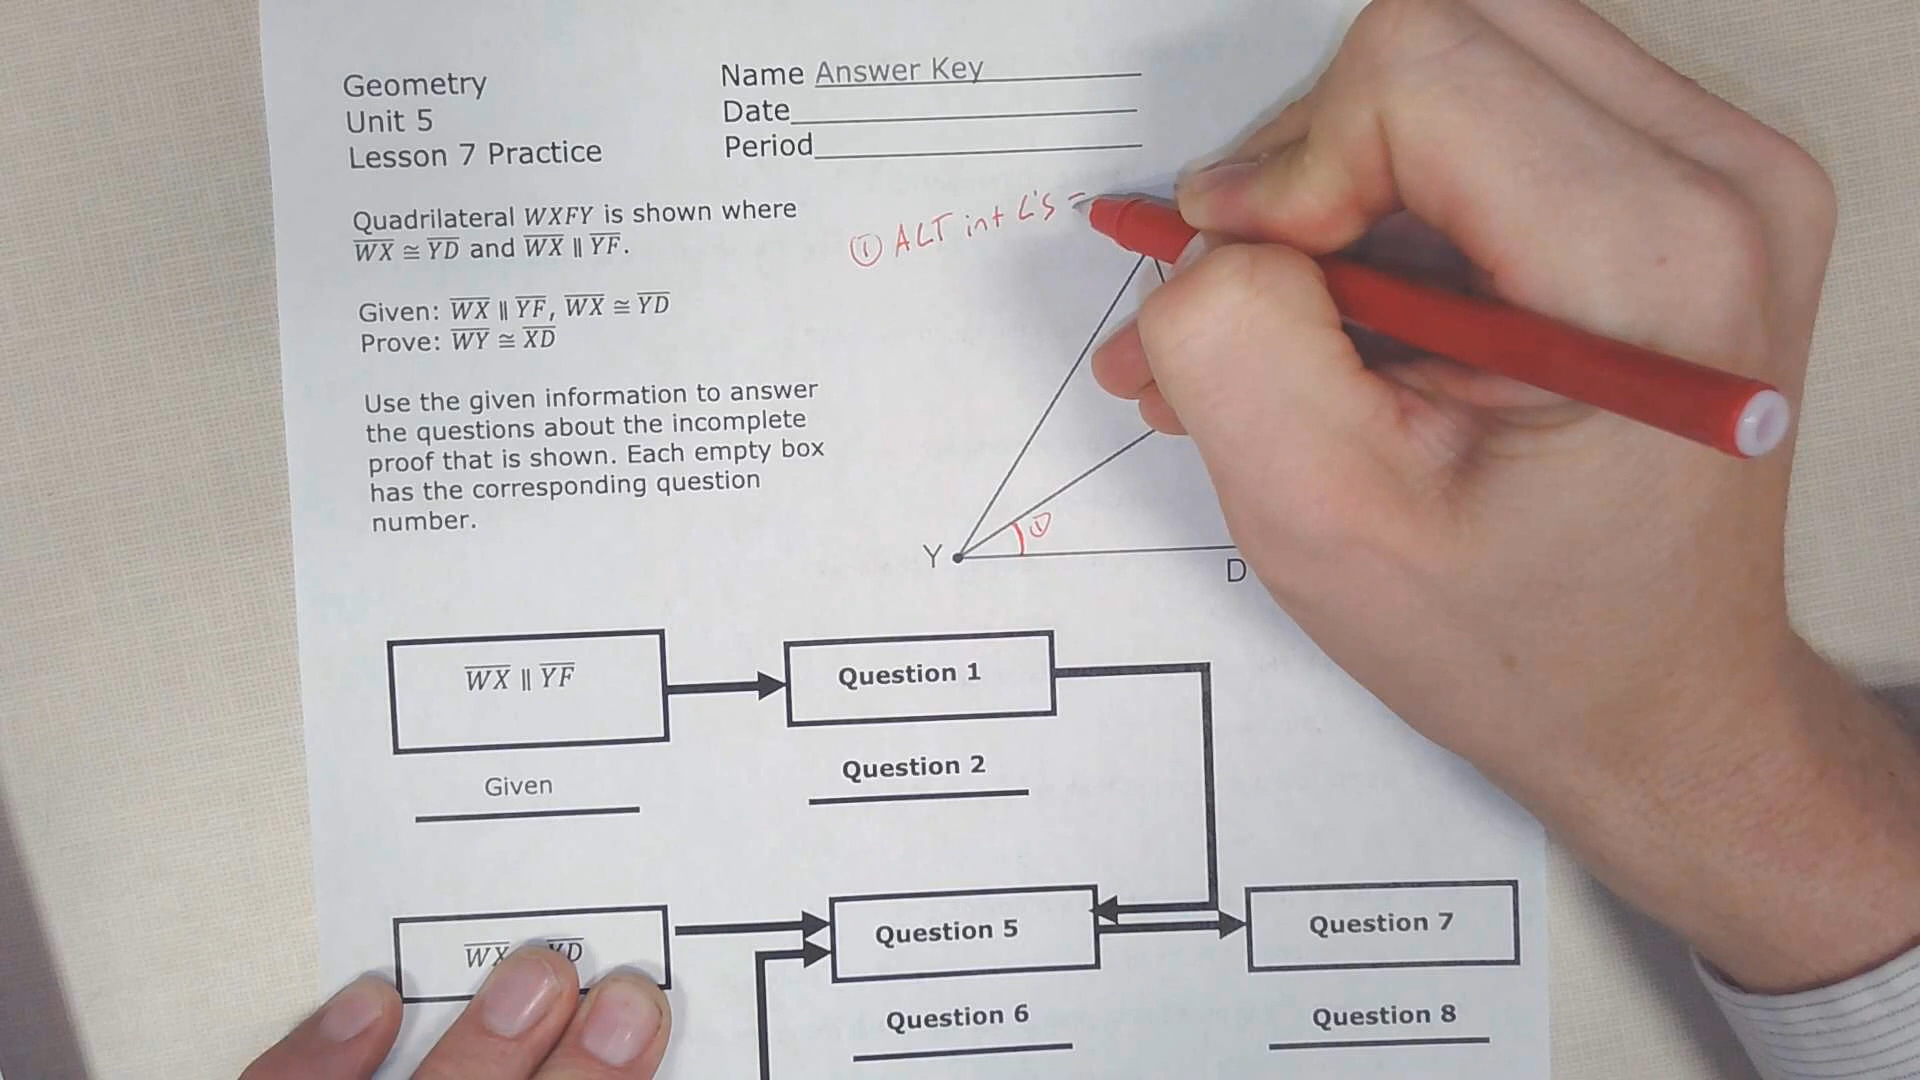 Geometry
Unit 5
Lesson 7 Practice
Name Answer Key
Date
Period
Quadrilateral WXFY is shown where
WX ≅ YD and WX ∥ YF.
Given: WX ∥ YF, WX ≅ YD
Prove: WY ≅ XD
Use the given information to answer
the questions about the incomplete
proof that is shown. Each empty box
has the corresponding question
number.
① ALT int ∠'s =
①
Y
D
WX ∥ YF
Given
Question 1
Question 2
WX YD
Question 5
Question 6
Question 7
Question 8